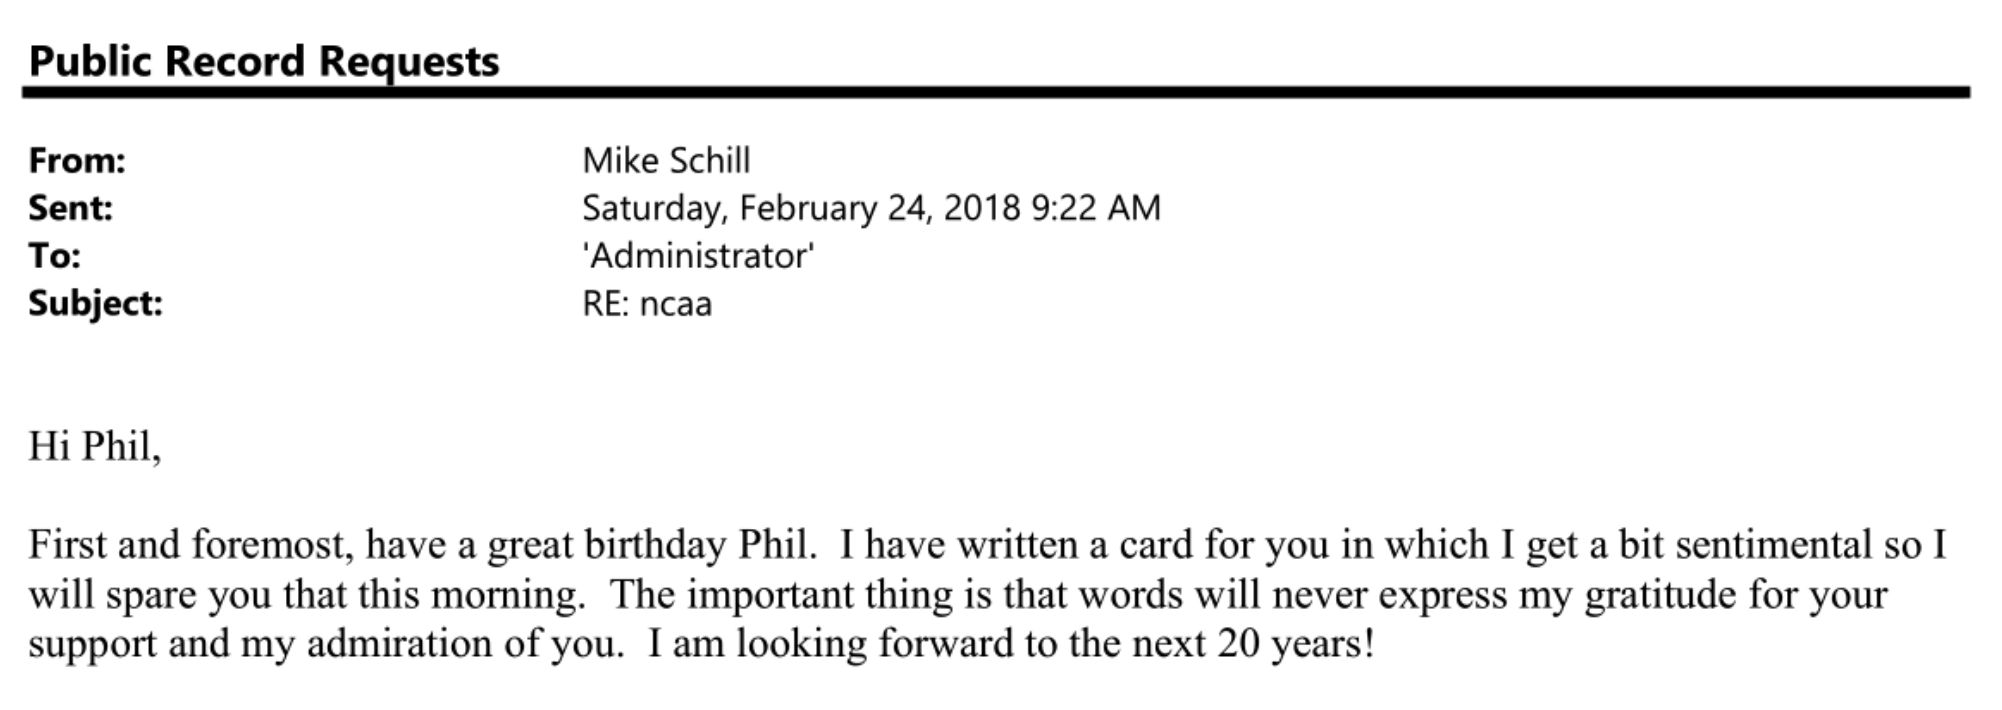 Public Record Requests
From: Mike Schill
Sent: Saturday, February 24, 2018 9:22 AM
To: 'Administrator'
Subject: RE: ncaa
Hi Phil,
First and foremost, have a great birthday Phil.  I have written a card for you in which I get a bit sentimental so I
will spare you that this morning.  The important thing is that words will never express my gratitude for your
support and my admiration of you.  I am looking forward to the next 20 years!